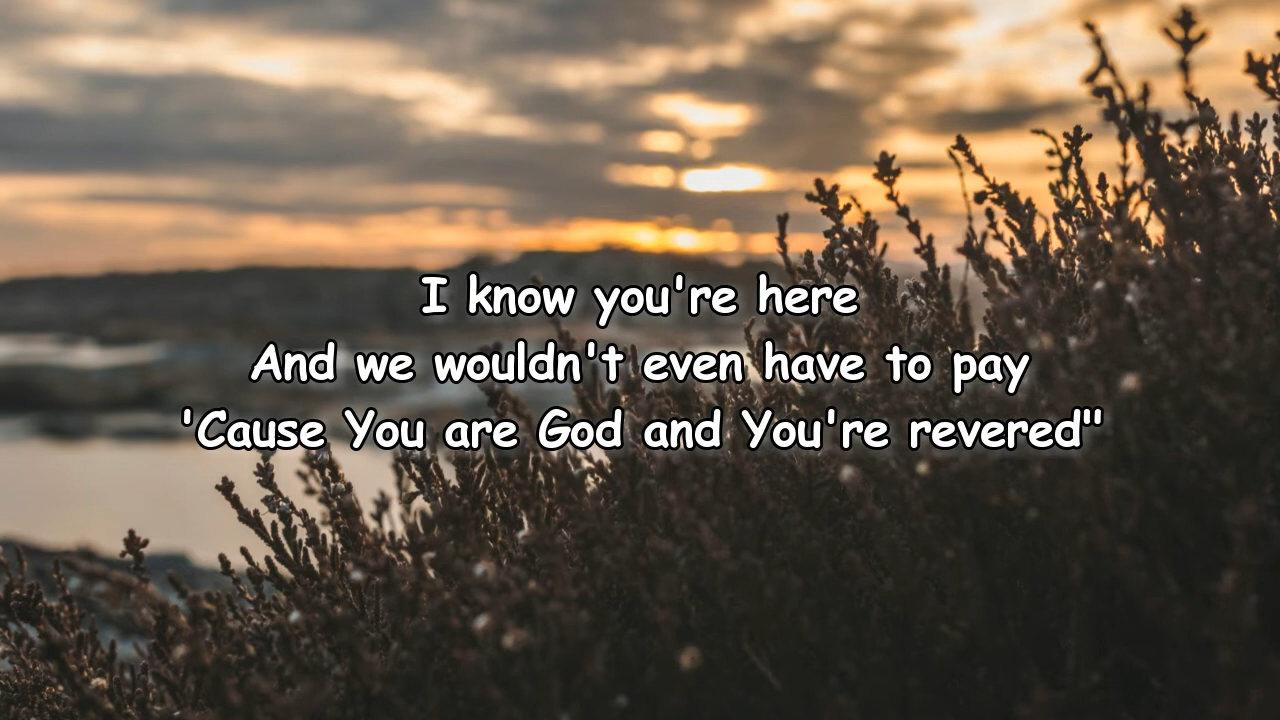 I know you're here
And we wouldn't even have to pay
'Cause You are God and You're revered"